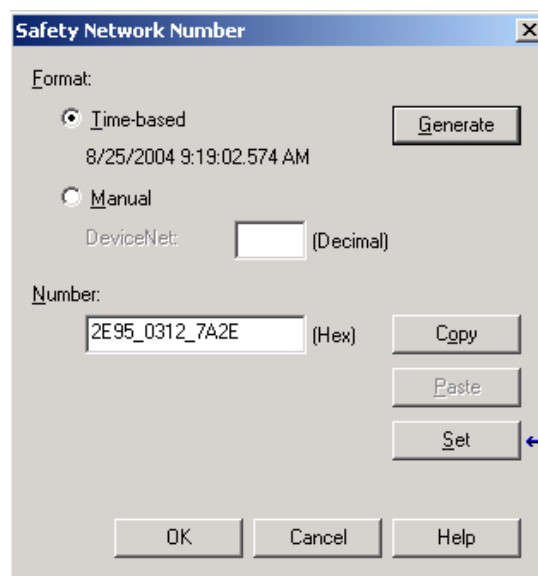 Safety Network Number
Format:
Time-based
Generate
8/25/2004 9:19:02.574 AM
Manual
DeviceNet:
(Decimal)
Number:
2E95_0312_7A2E
(Hex)
Copy
Paste
Set
OK
Cancel
Help